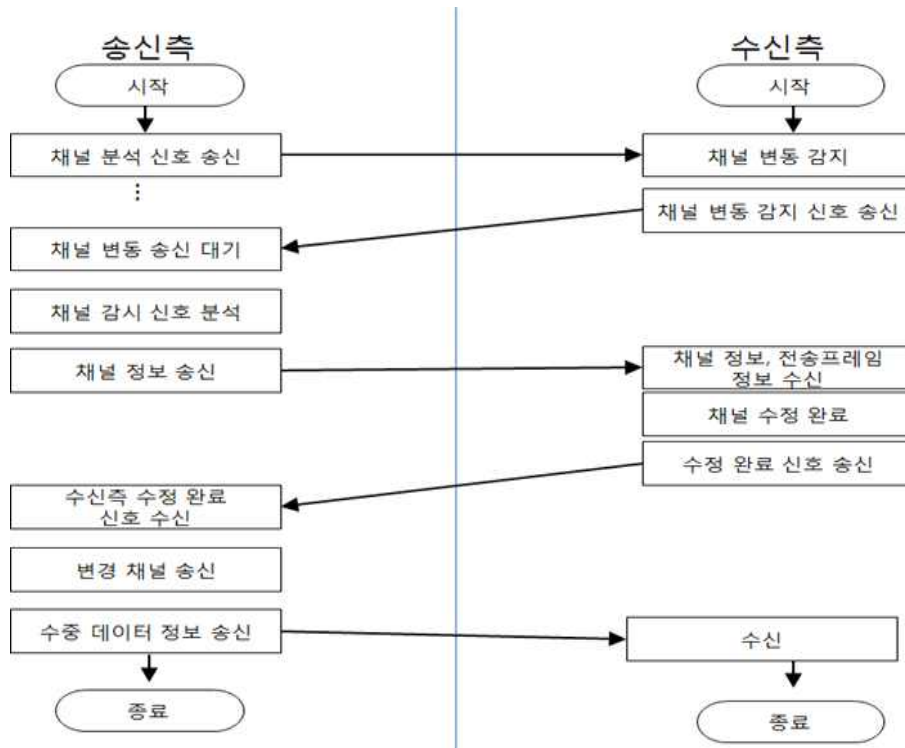 송신측
시작
채널 분석 신호 송신
⋮
채널 변동 송신 대기
채널 감시 신호 분석
채널 정보 송신
수신측 수정 완료
신호 수신
변경 채널 송신
수중 데이터 정보 송신
종료
수신측
시작
채널 변동 감지
채널 변동 감지 신호 송신
채널 정보, 전송프레임
정보 수신
채널 수정 완료
수정 완료 신호 송신
수신
종료